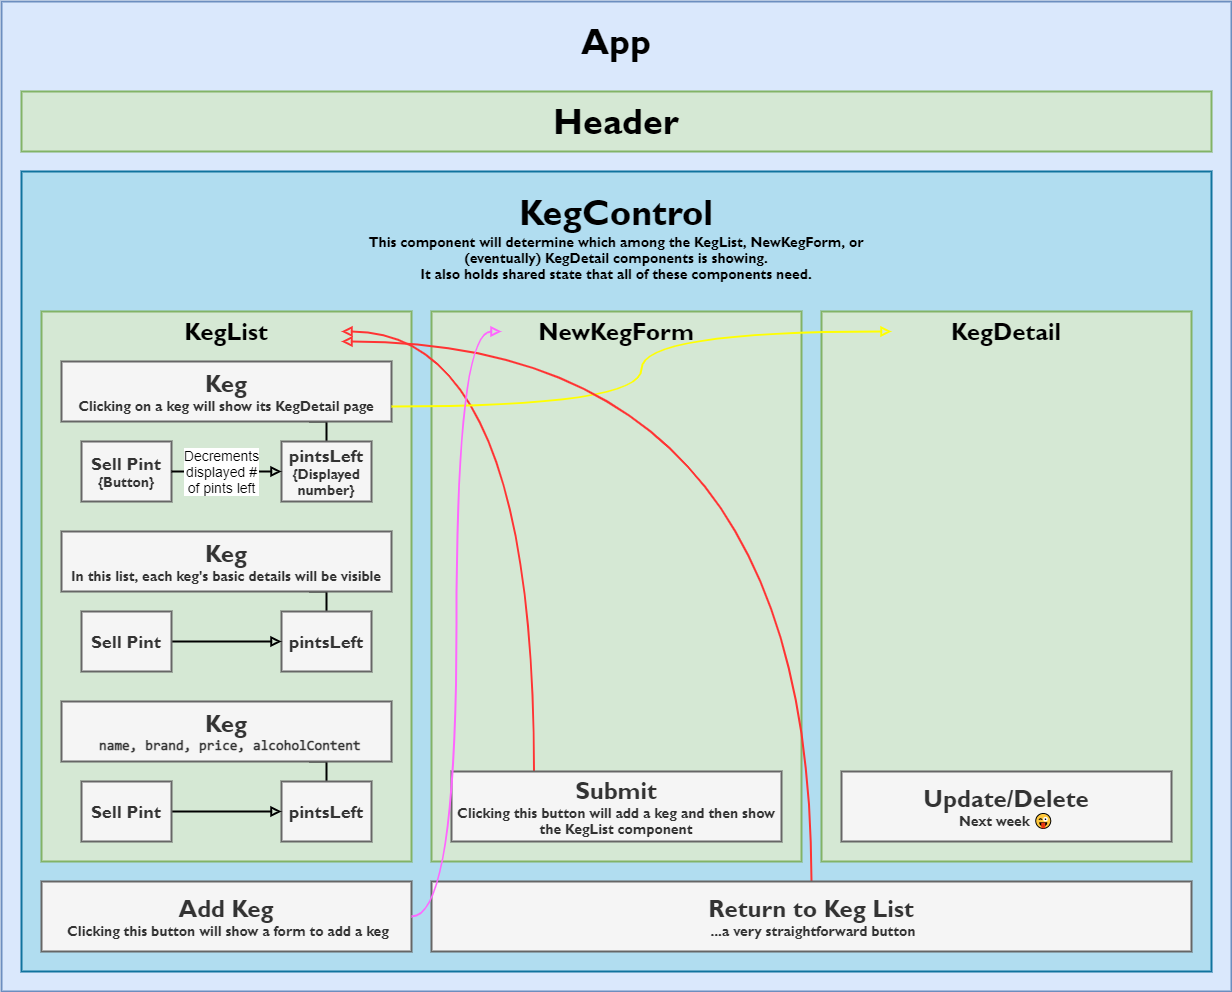 App
Header
KegControl
This component will determine which among the KegList, NewKegForm, or
(eventually) KegDetail components is showing.
It also holds shared state that all of these components need.
KegList
Keg
Clicking on a keg will show its KegDetail page
Sell Pint
{Button}
Decrements
displayed #
of pints left
pintsLeft
{Displayed
number}
Keg
In this list, each keg's basic details will be visible
Sell Pint
pintsLeft
Keg
name, brand, price, alcoholContent
Sell Pint
pintsLeft
Add Keg
Clicking this button will show a form to add a keg
NewKegForm
Submit
Clicking this button will add a keg and then show
the KegList component
KegDetail
Update/Delete
Next week 😜
Return to Keg List
...a very straightforward button